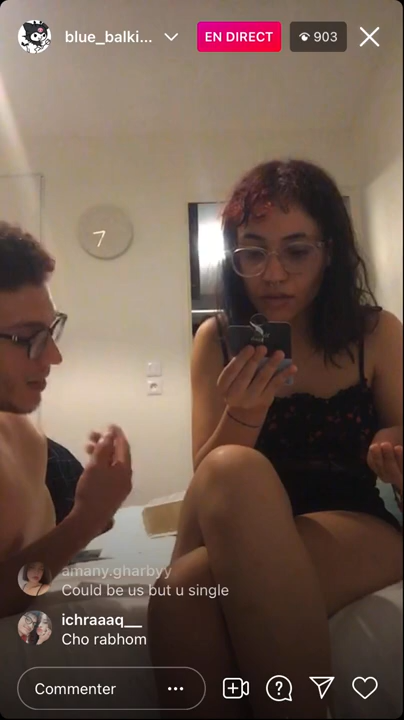 blue_balki...
EN DIRECT
903
amany.gharbyy
Could be us but u single
ichraaaq__
Cho rabhom
Commenter